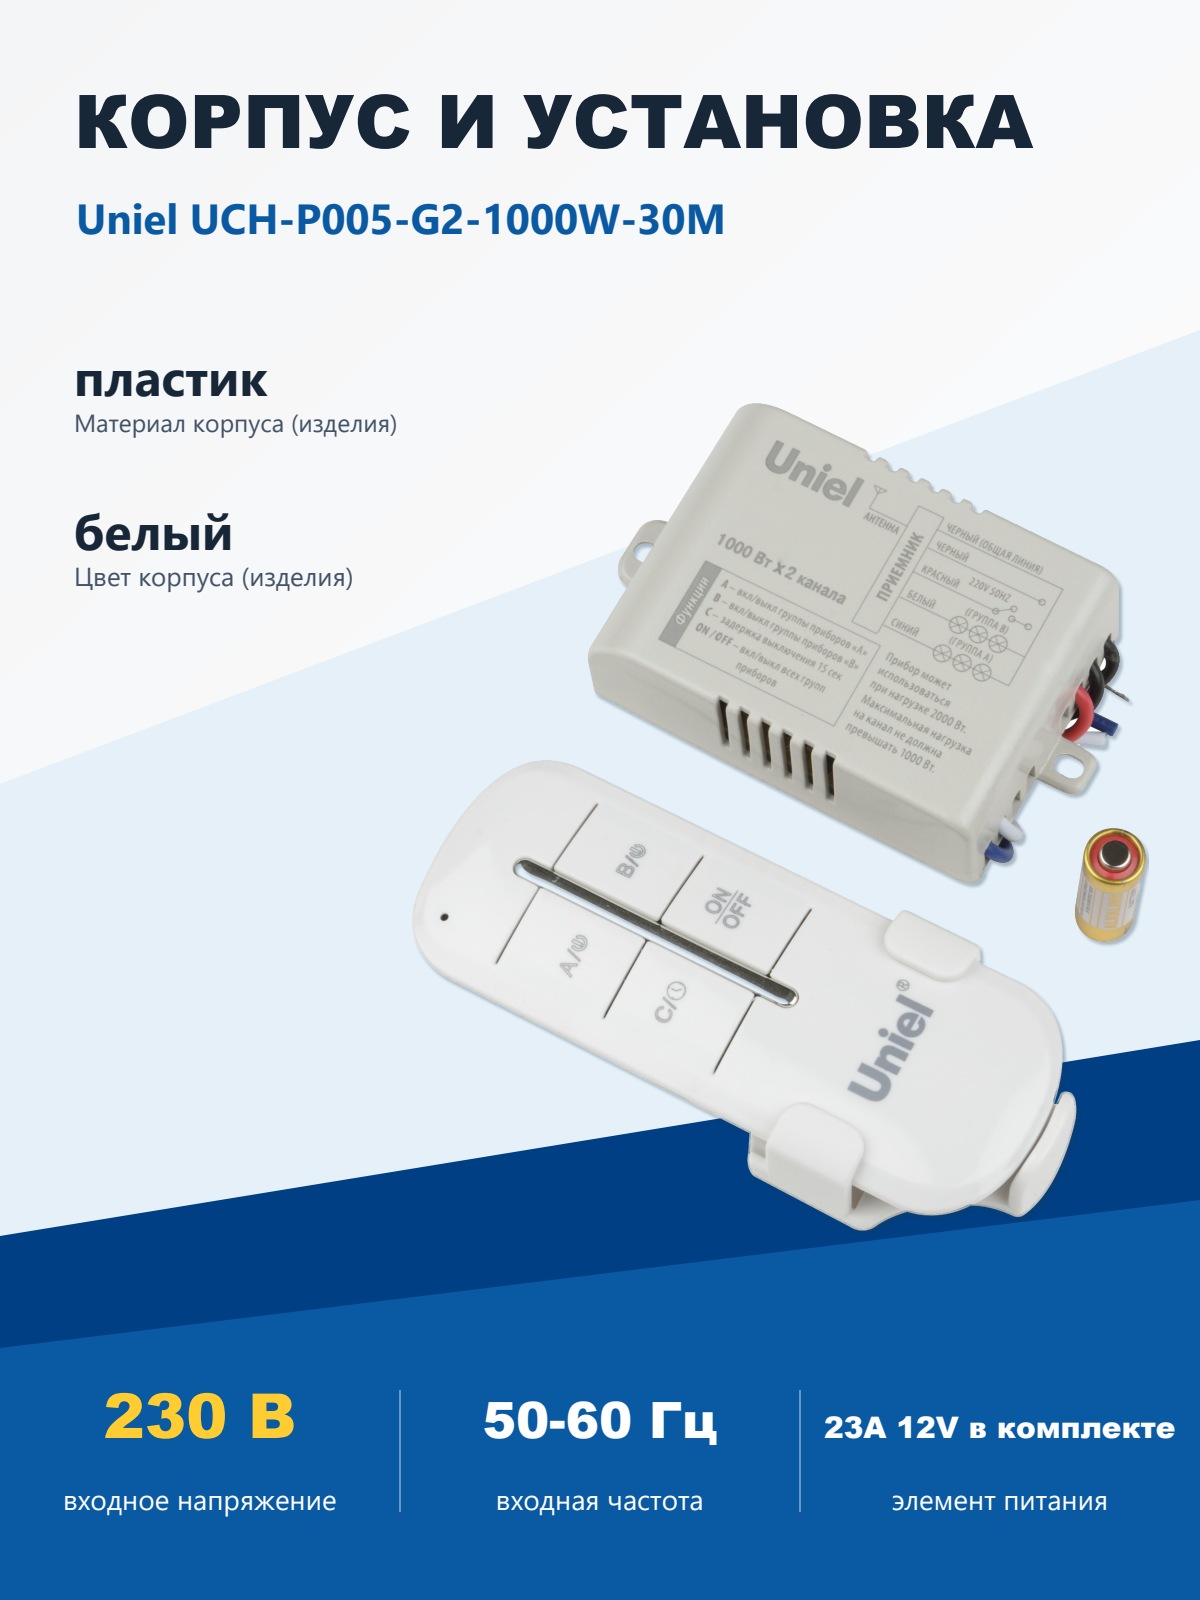 КОРПУС И УСТАНОВКА
Uniel UCH-P005-G2-1000W-30M
пластик
Материал корпуса (изделия)
белый
Цвет корпуса (изделия)
Uniel
АНТЕННА
ПРИЕМНИК
ЧЕРНЫЙ (ОБЩАЯ ЛИНИЯ)
ЧЕРНЫЙ
КРАСНЫЙ 220V 50HZ
БЕЛЫЙ (ГРУППА B)
СИНИЙ (ГРУППА A)
1000 Вт x 2 канала
Функции
A – вкл/выкл группы приборов «A»
B – вкл/выкл группы приборов «B»
C – задержка выключения 15 сек
ON / OFF – вкл/выкл всех групп
приборов
Прибор может
использоваться
при нагрузке 2000 Вт.
Максимальная нагрузка
на канал не должна
превышать 1000 Вт.
B/
ON
OFF
A/
C/
Uniel®
230 В
входное напряжение
50-60 Гц
входная частота
23A 12V в комплекте
элемент питания